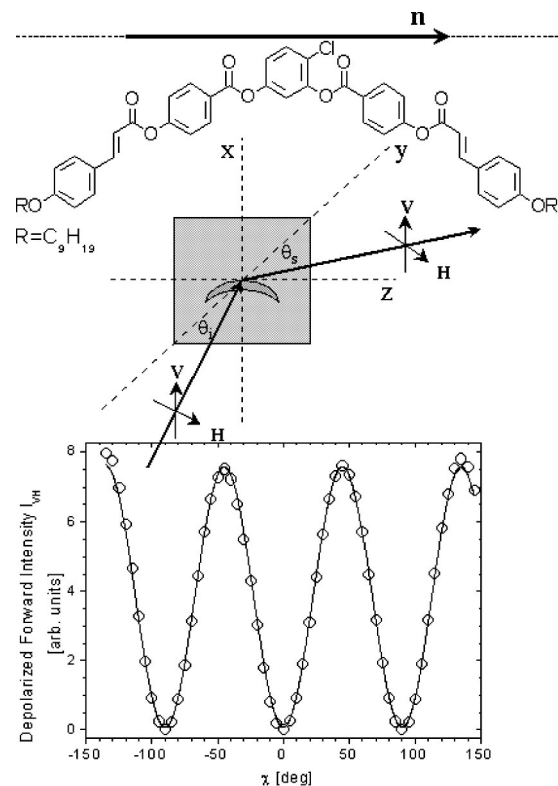 n
Cl
O O O O
O O O O
RO OR
R=C9H19
x y
V
θs
H
z
θi
V
H
Depolarized Forward Intensity IVH
[arb. units]
8
6
4
2
0
-150 -100 -50 0 50 100 150
χ [deg]